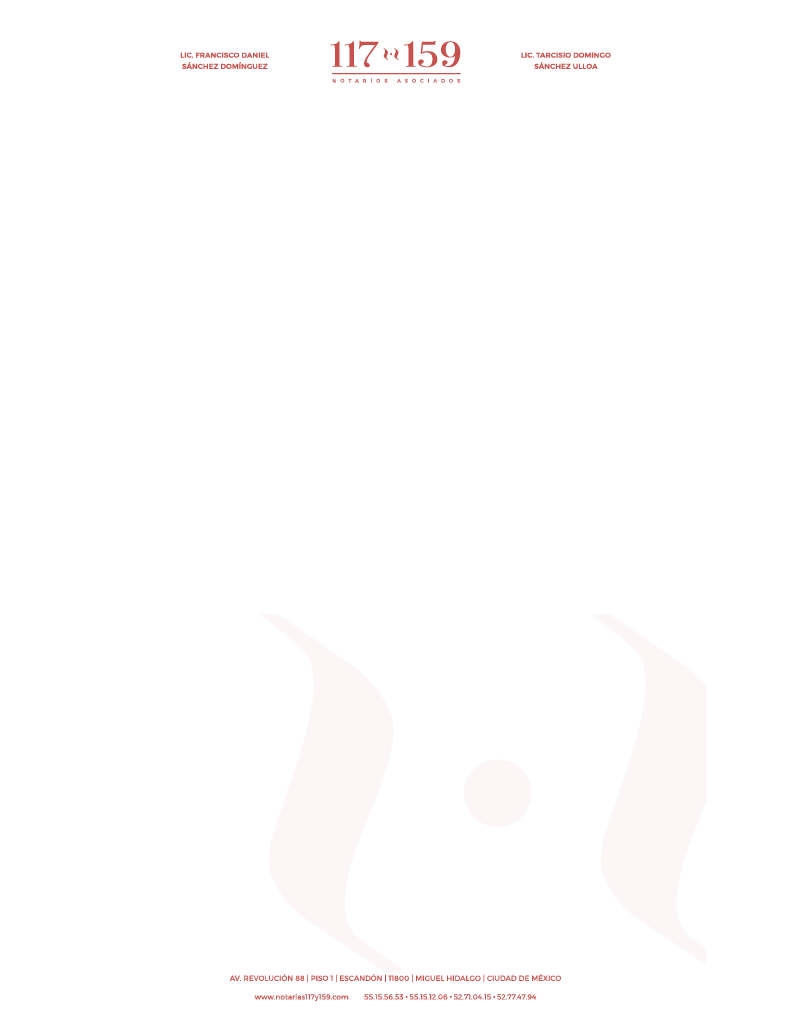 LIC. FRANCISCO DANIEL
SÁNCHEZ DOMÍNGUEZ
117 159
NOTARIOS ASOCIADOS
LIC. TARCISIO DOMINGO
SÁNCHEZ ULLOA
AV. REVOLUCIÓN 88 | PISO 1 | ESCANDÓN | 11800 | MIGUEL HIDALGO | CIUDAD DE MÉXICO
www.notarias117y159.com 55.15.56.53 • 55.15.12.06 • 52.71.04.15 • 52.77.47.94